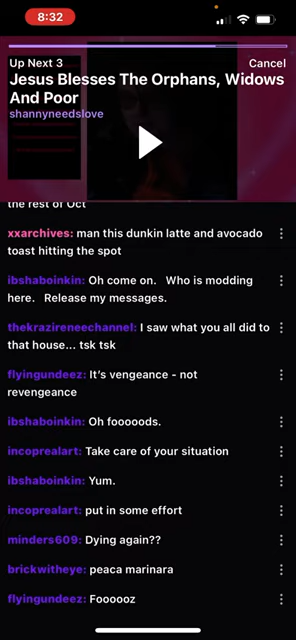 8:32
Up Next 3
Cancel
Jesus Blesses The Orphans, Widows
And Poor
shannyneedslove
the rest of Oct
xxarchives: man this dunkin latte and avocado
toast hitting the spot
ibshaboinkin: Oh come on. Who is modding
here. Release my messages.
thekrazireneechannel: I saw what you all did to
that house... tsk tsk
flyingundeez: It's vengeance - not
revengeance
ibshaboinkin: Oh fooooods.
incoprealart: Take care of your situation
ibshaboinkin: Yum.
incoprealart: put in some effort
minders609: Dying again??
brickwitheye: peaca marinara
flyingundeez: Foooooz